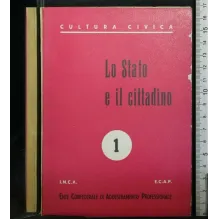 CULTURA CIVICA
Lo Stato
e il cittadino
1
I.N.C.A. E.C.A.P.
ENTE CONFEDERALE DI ADDESTRAMENTO PROFESSIONALE